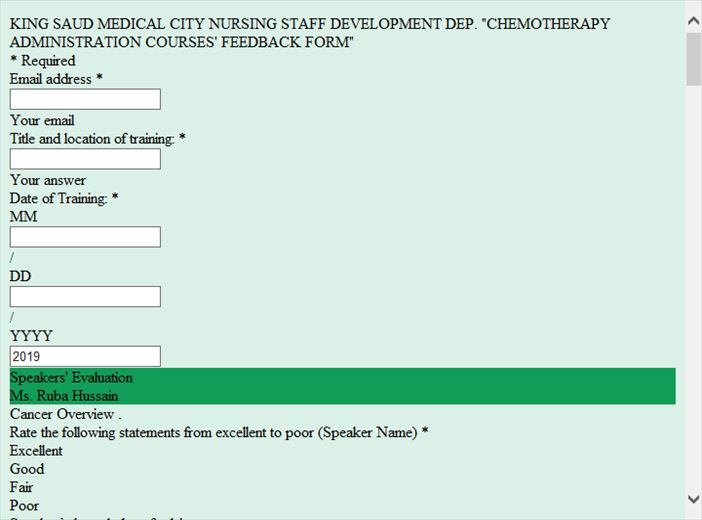 KING SAUD MEDICAL CITY NURSING STAFF DEVELOPMENT DEP. "CHEMOTHERAPY
ADMINISTRATION COURSES' FEEDBACK FORM"
* Required
Email address *
Your email
Title and location of training: *
Your answer
Date of Training: *
MM
/
DD
/
YYYY
2019
Speakers' Evaluation
Ms. Ruba Hussain
Cancer Overview .
Rate the following statements from excellent to poor (Speaker Name) *
Excellent
Good
Fair
Poor